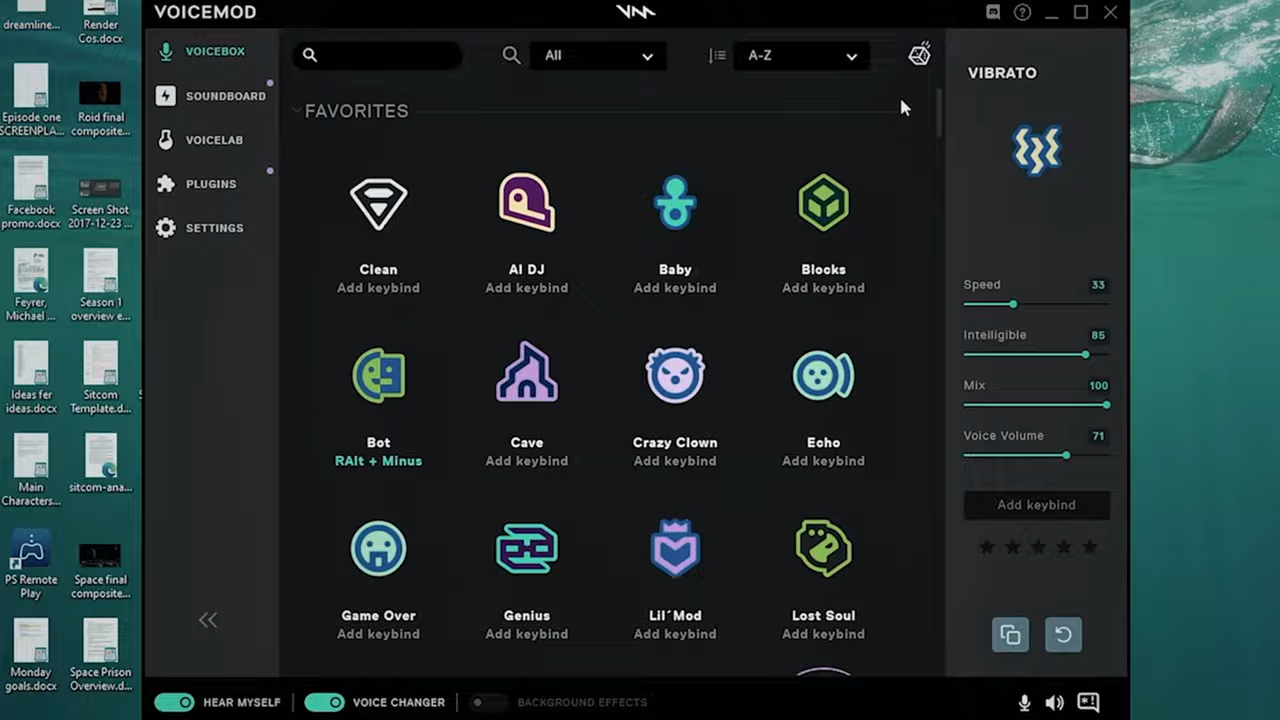 dreamline...
Render
Cos.docx
Episode one
SCREENPLA...
Roid final
composite...
Facebook
promo.docx
Screen Shot
2017-12-23 ...
Feyrer,
Michael ...
Season 1
overview e...
Ideas fer
ideas.docx
Sitcom
Template.d...
Main
Characters...
sitcom-ana...
PS Remote
Play
Space final
composite...
Monday
goals.docx
Space Prison
Overview.d...
VOICEMOD
VOICEBOX
SOUNDBOARD
VOICELAB
PLUGINS
SETTINGS
All
A-Z
FAVORITES
Clean
Add keybind
AI DJ
Add keybind
Baby
Add keybind
Blocks
Add keybind
Bot
RAlt + Minus
Cave
Add keybind
Crazy Clown
Add keybind
Echo
Add keybind
Game Over
Add keybind
Genius
Add keybind
Lil´Mod
Add keybind
Lost Soul
Add keybind
VIBRATO
Speed 33
Intelligible 85
Mix 100
Voice Volume 71
Add keybind
HEAR MYSELF
VOICE CHANGER
BACKGROUND EFFECTS